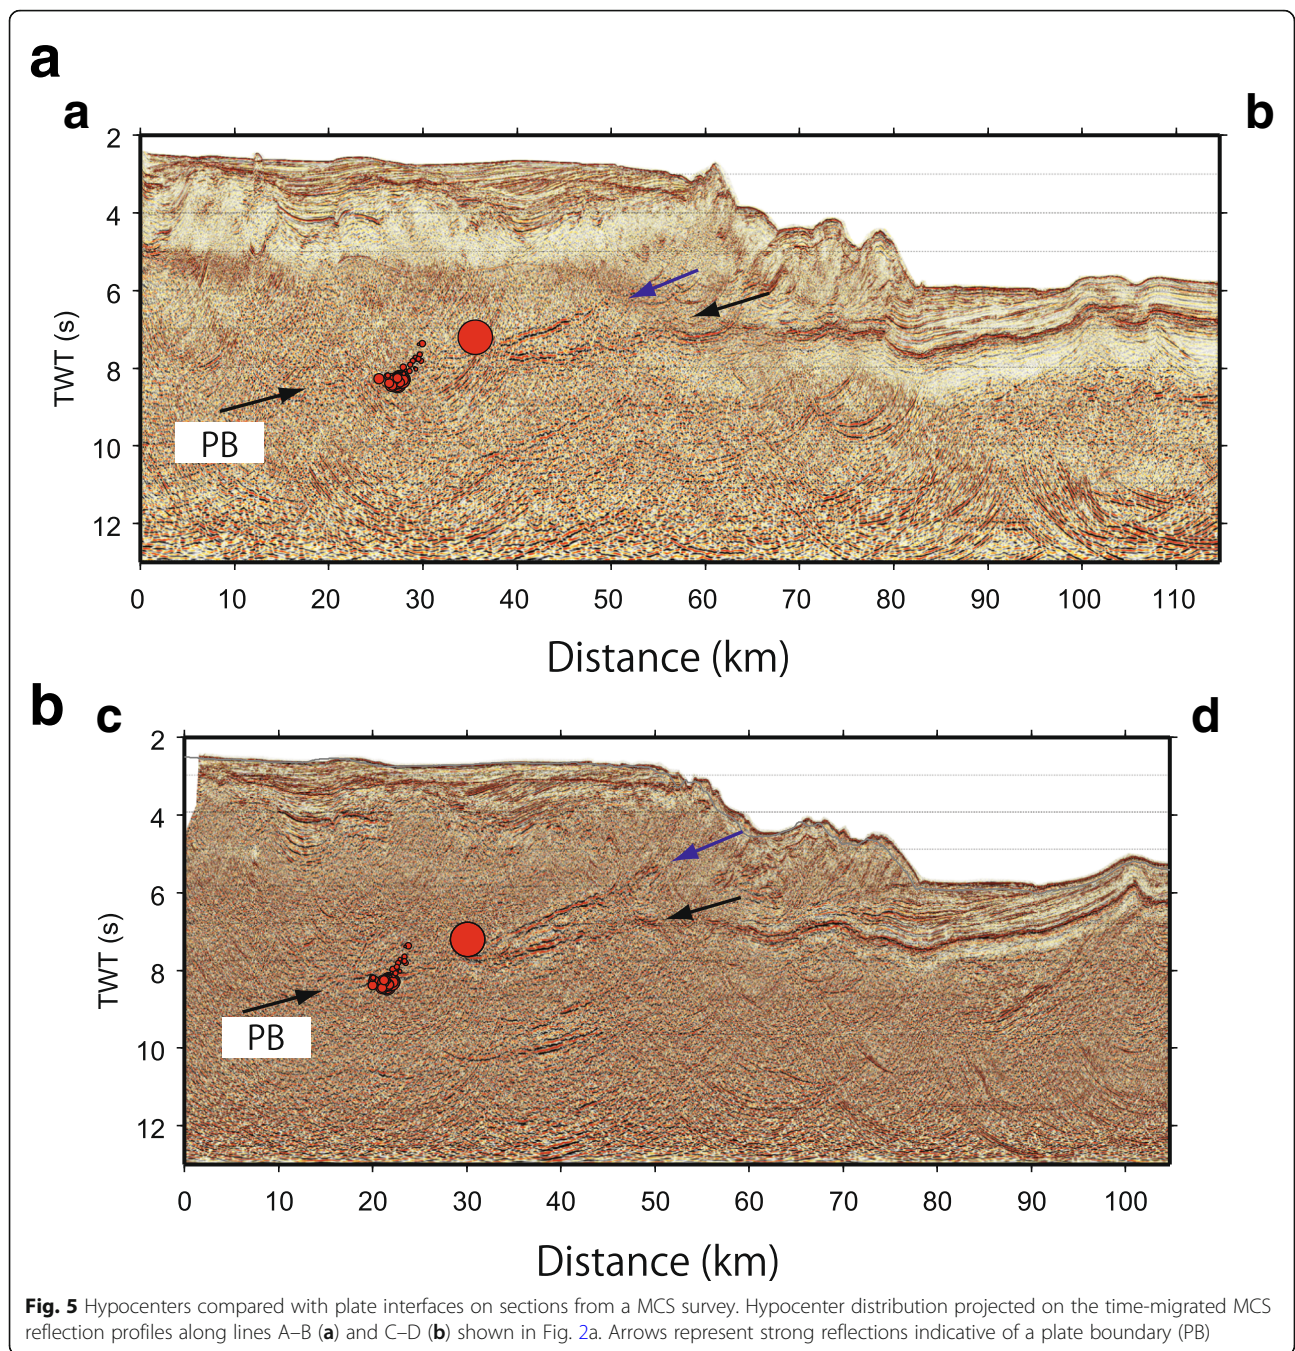 a
a
b
2
4
6
8
10
12
TWT (s)
PB
0 10 20 30 40 50 60 70 80 90 100 110
Distance (km)
b
c
d
2
4
6
8
10
12
TWT (s)
PB
0 10 20 30 40 50 60 70 80 90 100
Distance (km)
Fig. 5 Hypocenters compared with plate interfaces on sections from a MCS survey. Hypocenter distribution projected on the time-migrated MCS
reflection profiles along lines A–B (a) and C–D (b) shown in Fig. 2a. Arrows represent strong reflections indicative of a plate boundary (PB)